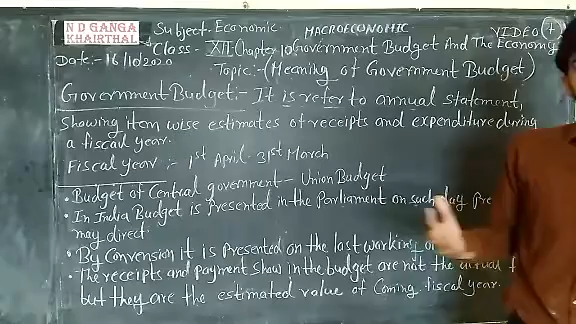 N D GANGA
KHAIRTHAL
Subject- Economic MACROECONOMIC VIDEO (7)
Class- XII Chapter 10 Government Budget And The Economy
Date:- 16/10/2020
Topic:- (Meaning of Government Budget)
Government Budget:- It is refer to annual statement,
Showing item wise estimates of receipts and expenditure during
a fiscal year.
Fiscal year:- 1st April- 31st March
• Budget of Central government - Union Budget
• In India Budget is presented in the Parliament on such day Pre
may direct.
• By Convension it is presented on the last working
• The receipts and payment show in the budget are not the actual
but they are the estimated value of Coming fiscal year.